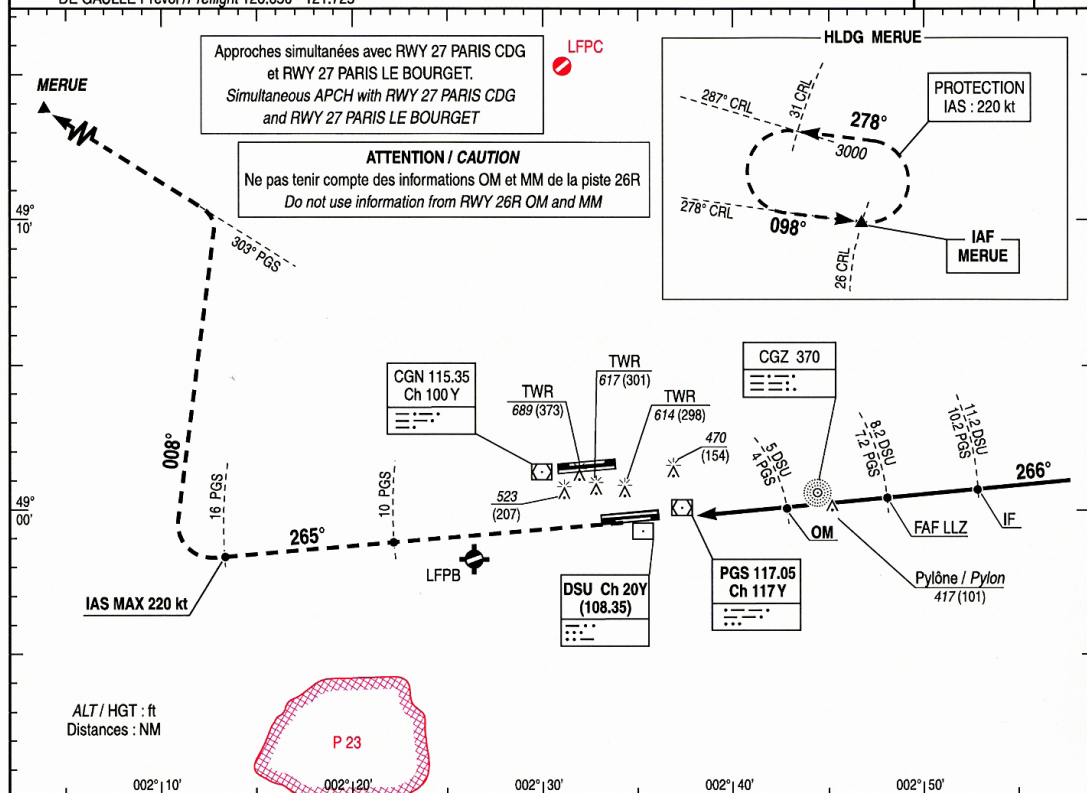 DE GAULLE Prévol / Preflight 126.650 - 121.725
Approches simultanées avec RWY 27 PARIS CDG
et RWY 27 PARIS LE BOURGET.
Simultaneous APCH with RWY 27 PARIS CDG
and RWY 27 PARIS LE BOURGET
LFPC
HLDG MERUE
MERUE
287° CRL
31 CRL
278°
3000
PROTECTION
IAS : 220 kt
ATTENTION / CAUTION
Ne pas tenir compte des informations OM et MM de la piste 26R
Do not use information from RWY 26R OM and MM
278° CRL
098°
26 CRL
IAF
MERUE
49°
10'
303° PGS
CGN 115.35
Ch 100 Y
TWR
689 (373)
TWR
617 (301)
TWR
614 (298)
470
(154)
CGZ 370
5 DSU
4 PGS
8.2 DSU
7.2 PGS
11.2 DSU
10.2 PGS
266°
008°
16 PGS
10 PGS
523
(207)
49°
00'
265°
OM
FAF LLZ
IF
LFPB
IAS MAX 220 kt
DSU Ch 20Y
(108.35)
PGS 117.05
Ch 117 Y
Pylône / Pylon
417 (101)
ALT / HGT : ft
Distances : NM
P 23
002° 10'
002° 20'
002° 30'
002° 40'
002° 50'